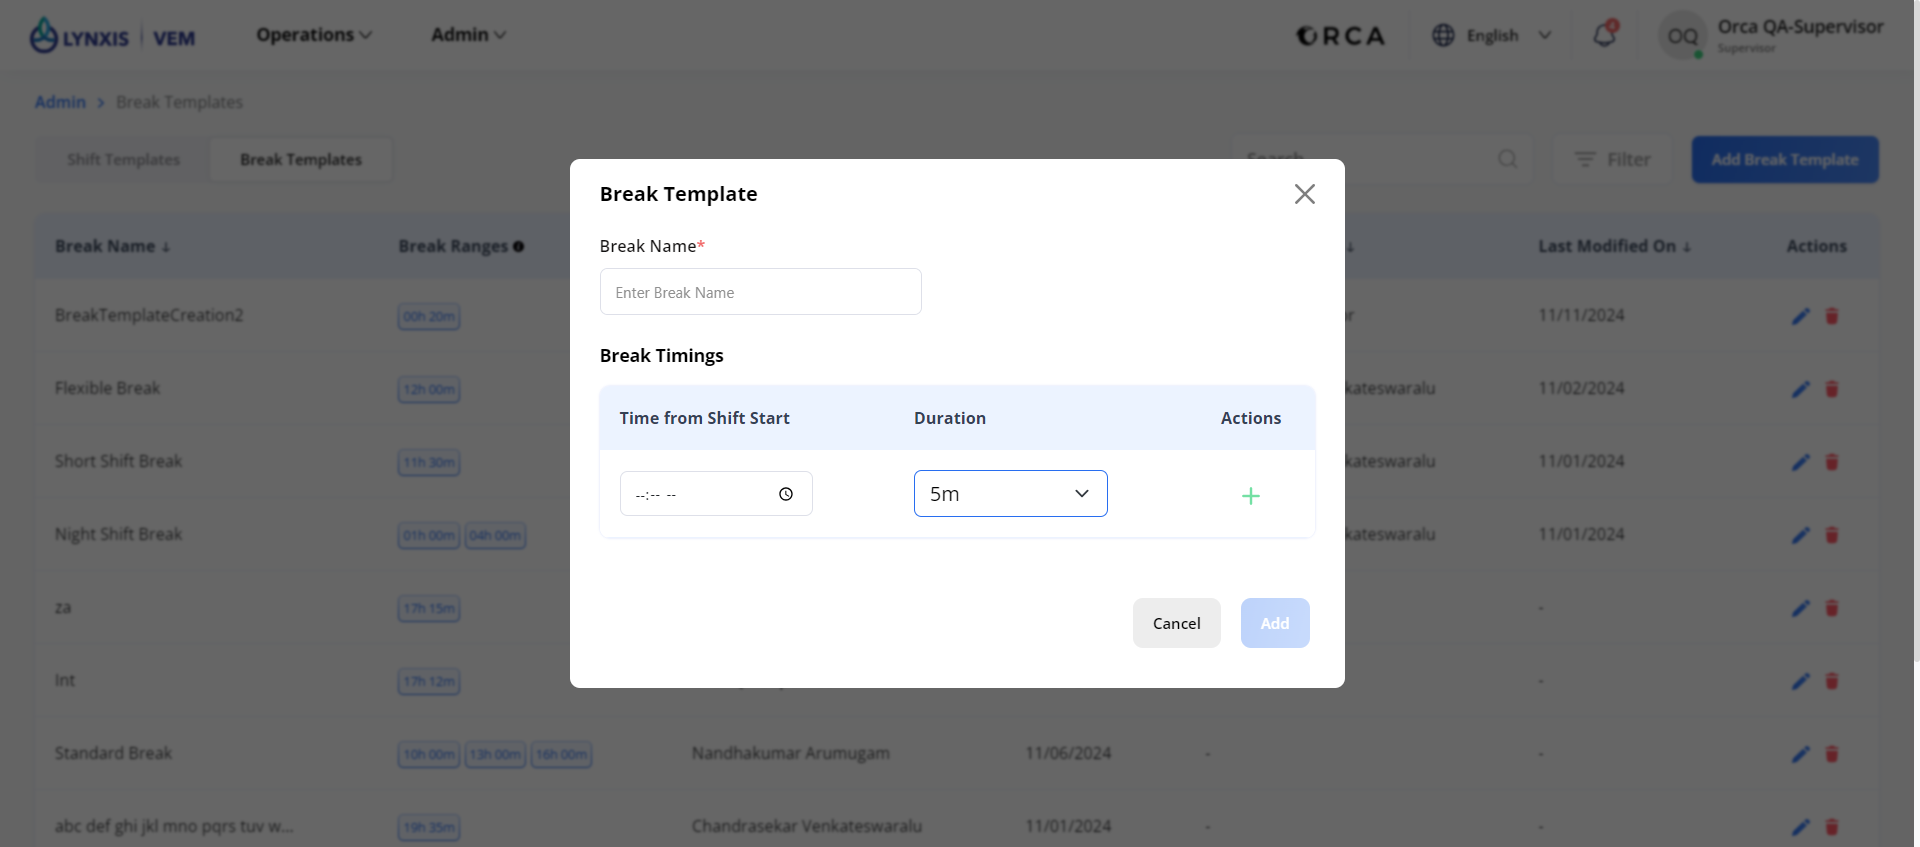 LYNXIS | VEM Operations Admin ORCA English 4 OQ Orca QA-Supervisor
Supervisor
Admin > Break Templates
Shift Templates Break Templates Search Filter Add Break Template
Break Template
Break Name ↓ Break Ranges ↓ Last Modified On ↓ Actions
Break Name*
Enter Break Name
BreakTemplateCreation2 00h 20m 11/11/2024
Break Timings
Flexible Break 12h 00m kateswaralu 11/02/2024
Time from Shift Start Duration Actions
Short Shift Break 11h 30m kateswaralu 11/01/2024
--:-- -- 5m +
Night Shift Break 01h 00m 04h 00m kateswaralu 11/01/2024
za 17h 15m -
Cancel Add
Int 17h 12m -
Standard Break 10h 00m 13h 00m 16h 00m Nandhakumar Arumugam 11/06/2024 - -
abc def ghi jkl mno pqrs tuv w... 19h 35m Chandrasekar Venkateswaralu 11/01/2024 - -